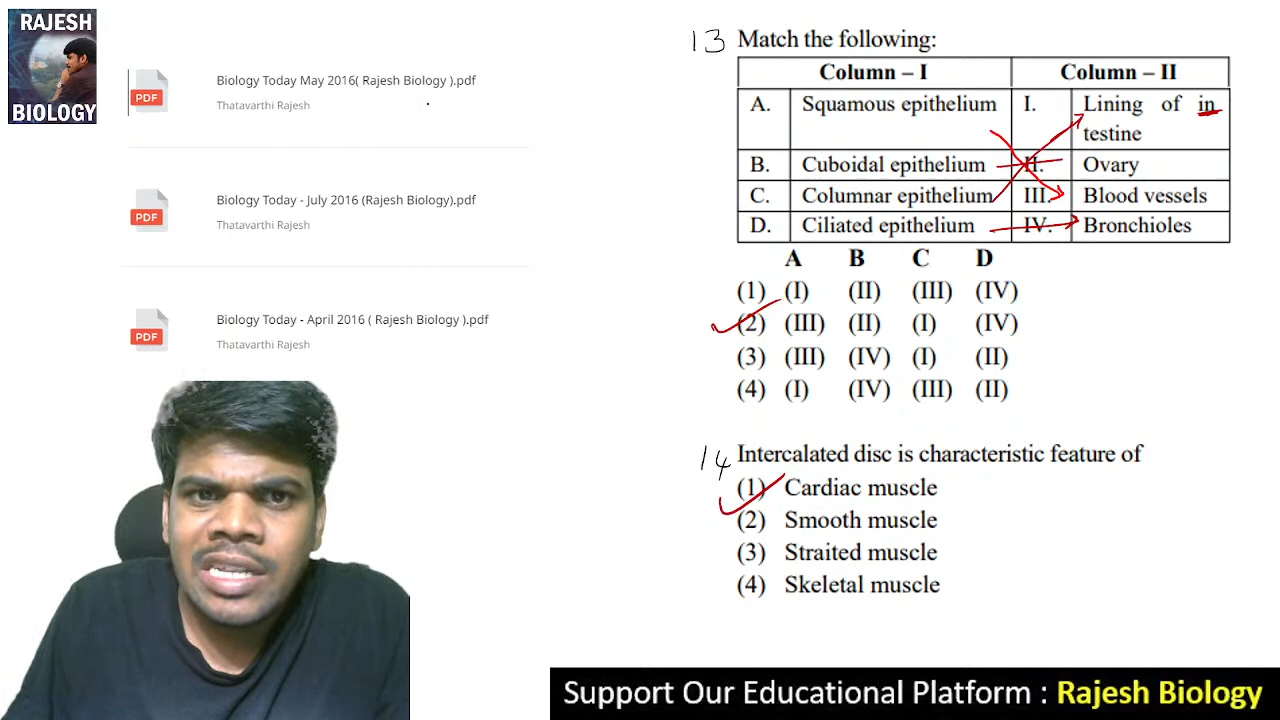 RAJESH
BIOLOGY
PDF
Biology Today May 2016( Rajesh Biology ).pdf
Thatavarthi Rajesh
PDF
Biology Today - July 2016 (Rajesh Biology).pdf
Thatavarthi Rajesh
PDF
Biology Today - April 2016 ( Rajesh Biology ).pdf
Thatavarthi Rajesh
13 Match the following:
Column – I Column – II
A. Squamous epithelium I. Lining of in
testine
B. Cuboidal epithelium II. Ovary
C. Columnar epithelium III. Blood vessels
D. Ciliated epithelium IV. Bronchioles
A B C D
(1) (I) (II) (III) (IV)
(2) (III) (II) (I) (IV)
(3) (III) (IV) (I) (II)
(4) (I) (IV) (III) (II)
14 Intercalated disc is characteristic feature of
(1) Cardiac muscle
(2) Smooth muscle
(3) Straited muscle
(4) Skeletal muscle
Support Our Educational Platform : Rajesh Biology